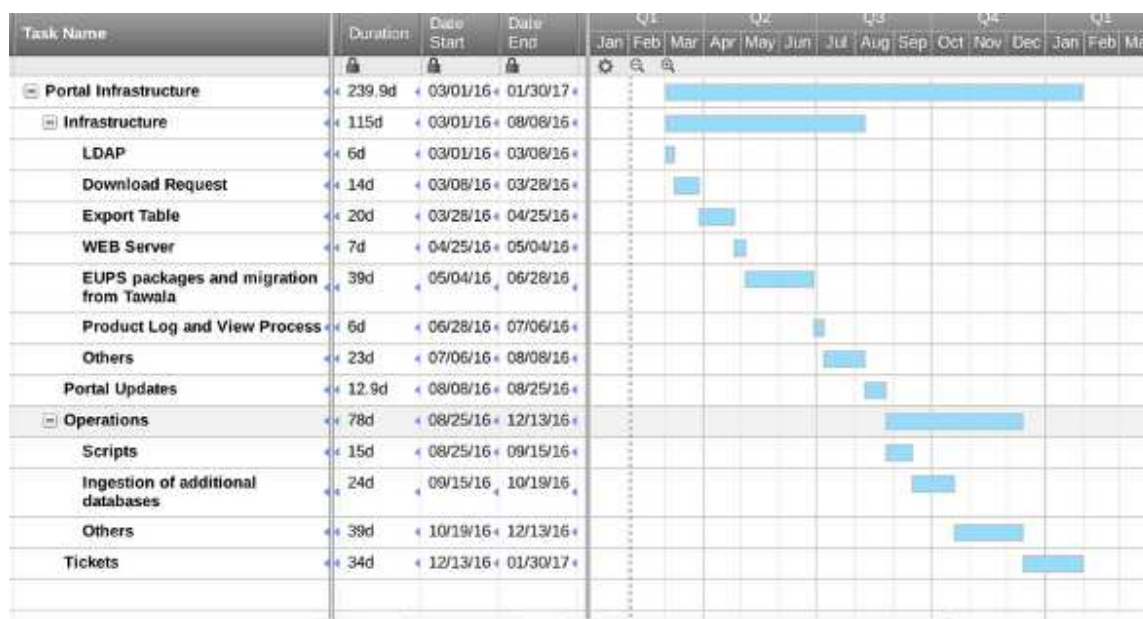 Q1 Q2 Q3 Q4 Q1
Task Name Duration Date Start Date End Jan Feb Mar Apr May Jun Jul Aug Sep Oct Nov Dec Jan Feb
Portal Infrastructure 239.9d 03/01/16 01/30/17
Infrastructure 115d 03/01/16 08/08/16
LDAP 6d 03/01/16 03/08/16
Download Request 14d 03/08/16 03/28/16
Export Table 20d 03/28/16 04/25/16
WEB Server 7d 04/25/16 05/04/16
EUPS packages and migration 39d 05/04/16 06/28/16
from Tawala
Product Log and View Process 6d 06/28/16 07/06/16
Others 23d 07/06/16 08/08/16
Portal Updates 12.9d 08/08/16 08/25/16
Operations 78d 08/25/16 12/13/16
Scripts 15d 08/25/16 09/15/16
Ingestion of additional 24d 09/15/16 10/19/16
databases
Others 39d 10/19/16 12/13/16
Tickets 34d 12/13/16 01/30/17